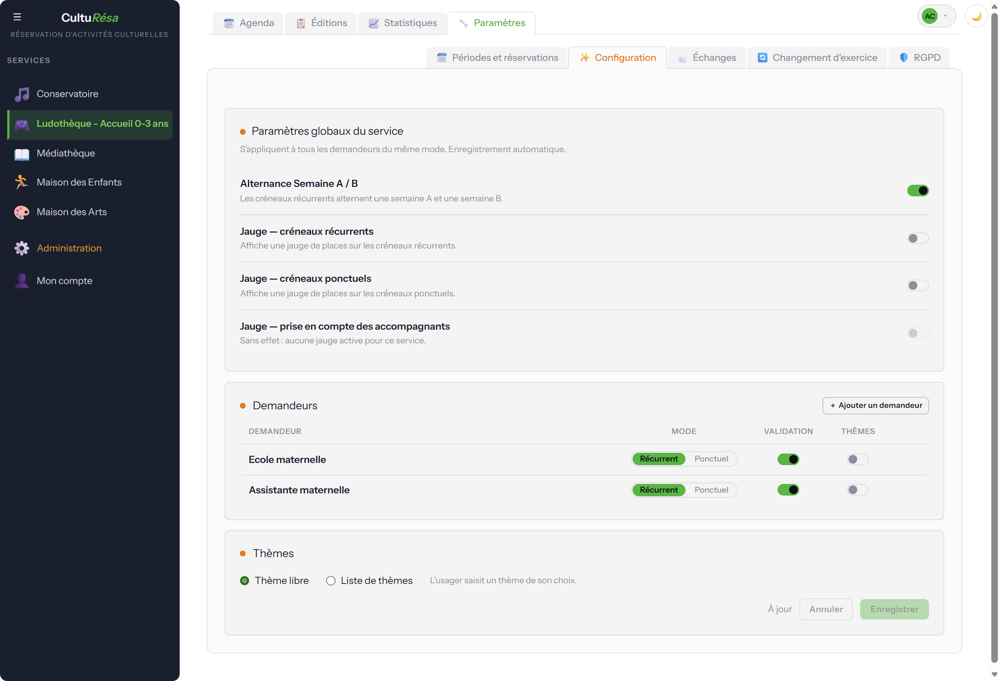 ☰ CultuRésa
RÉSERVATION D'ACTIVITÉS CULTURELLES
SERVICES
Conservatoire
Ludothèque - Accueil 0-3 ans
Médiathèque
Maison des Enfants
Maison des Arts
Administration
Mon compte
Agenda Éditions Statistiques Paramètres
AC
Périodes et réservations Configuration Échanges Changement d'exercice RGPD
Paramètres globaux du service
S'appliquent à tous les demandeurs du même mode. Enregistrement automatique.
Alternance Semaine A / B
Les créneaux récurrents alternent une semaine A et une semaine B.
Jauge — créneaux récurrents
Affiche une jauge de places sur les créneaux récurrents.
Jauge — créneaux ponctuels
Affiche une jauge de places sur les créneaux ponctuels.
Jauge — prise en compte des accompagnants
Sans effet : aucune jauge active pour ce service.
Demandeurs + Ajouter un demandeur
DEMANDEUR MODE VALIDATION THÈMES
Ecole maternelle Récurrent Ponctuel
Assistante maternelle Récurrent Ponctuel
Thèmes
Thème libre Liste de thèmes L'usager saisit un thème de son choix.
À jour Annuler Enregistrer